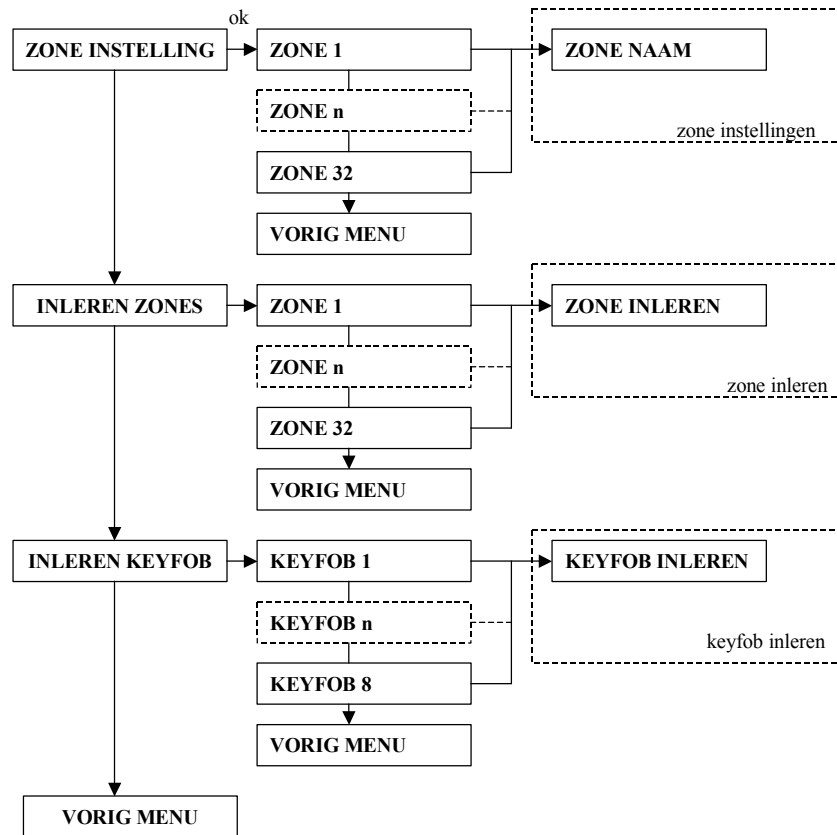 ok
ZONE INSTELLING
ZONE 1
ZONE NAAM
ZONE n
zone instellingen
ZONE 32
VORIG MENU
INLEREN ZONES
ZONE 1
ZONE INLEREN
ZONE n
zone inleren
ZONE 32
VORIG MENU
INLEREN KEYFOB
KEYFOB 1
KEYFOB INLEREN
KEYFOB n
keyfob inleren
KEYFOB 8
VORIG MENU
VORIG MENU